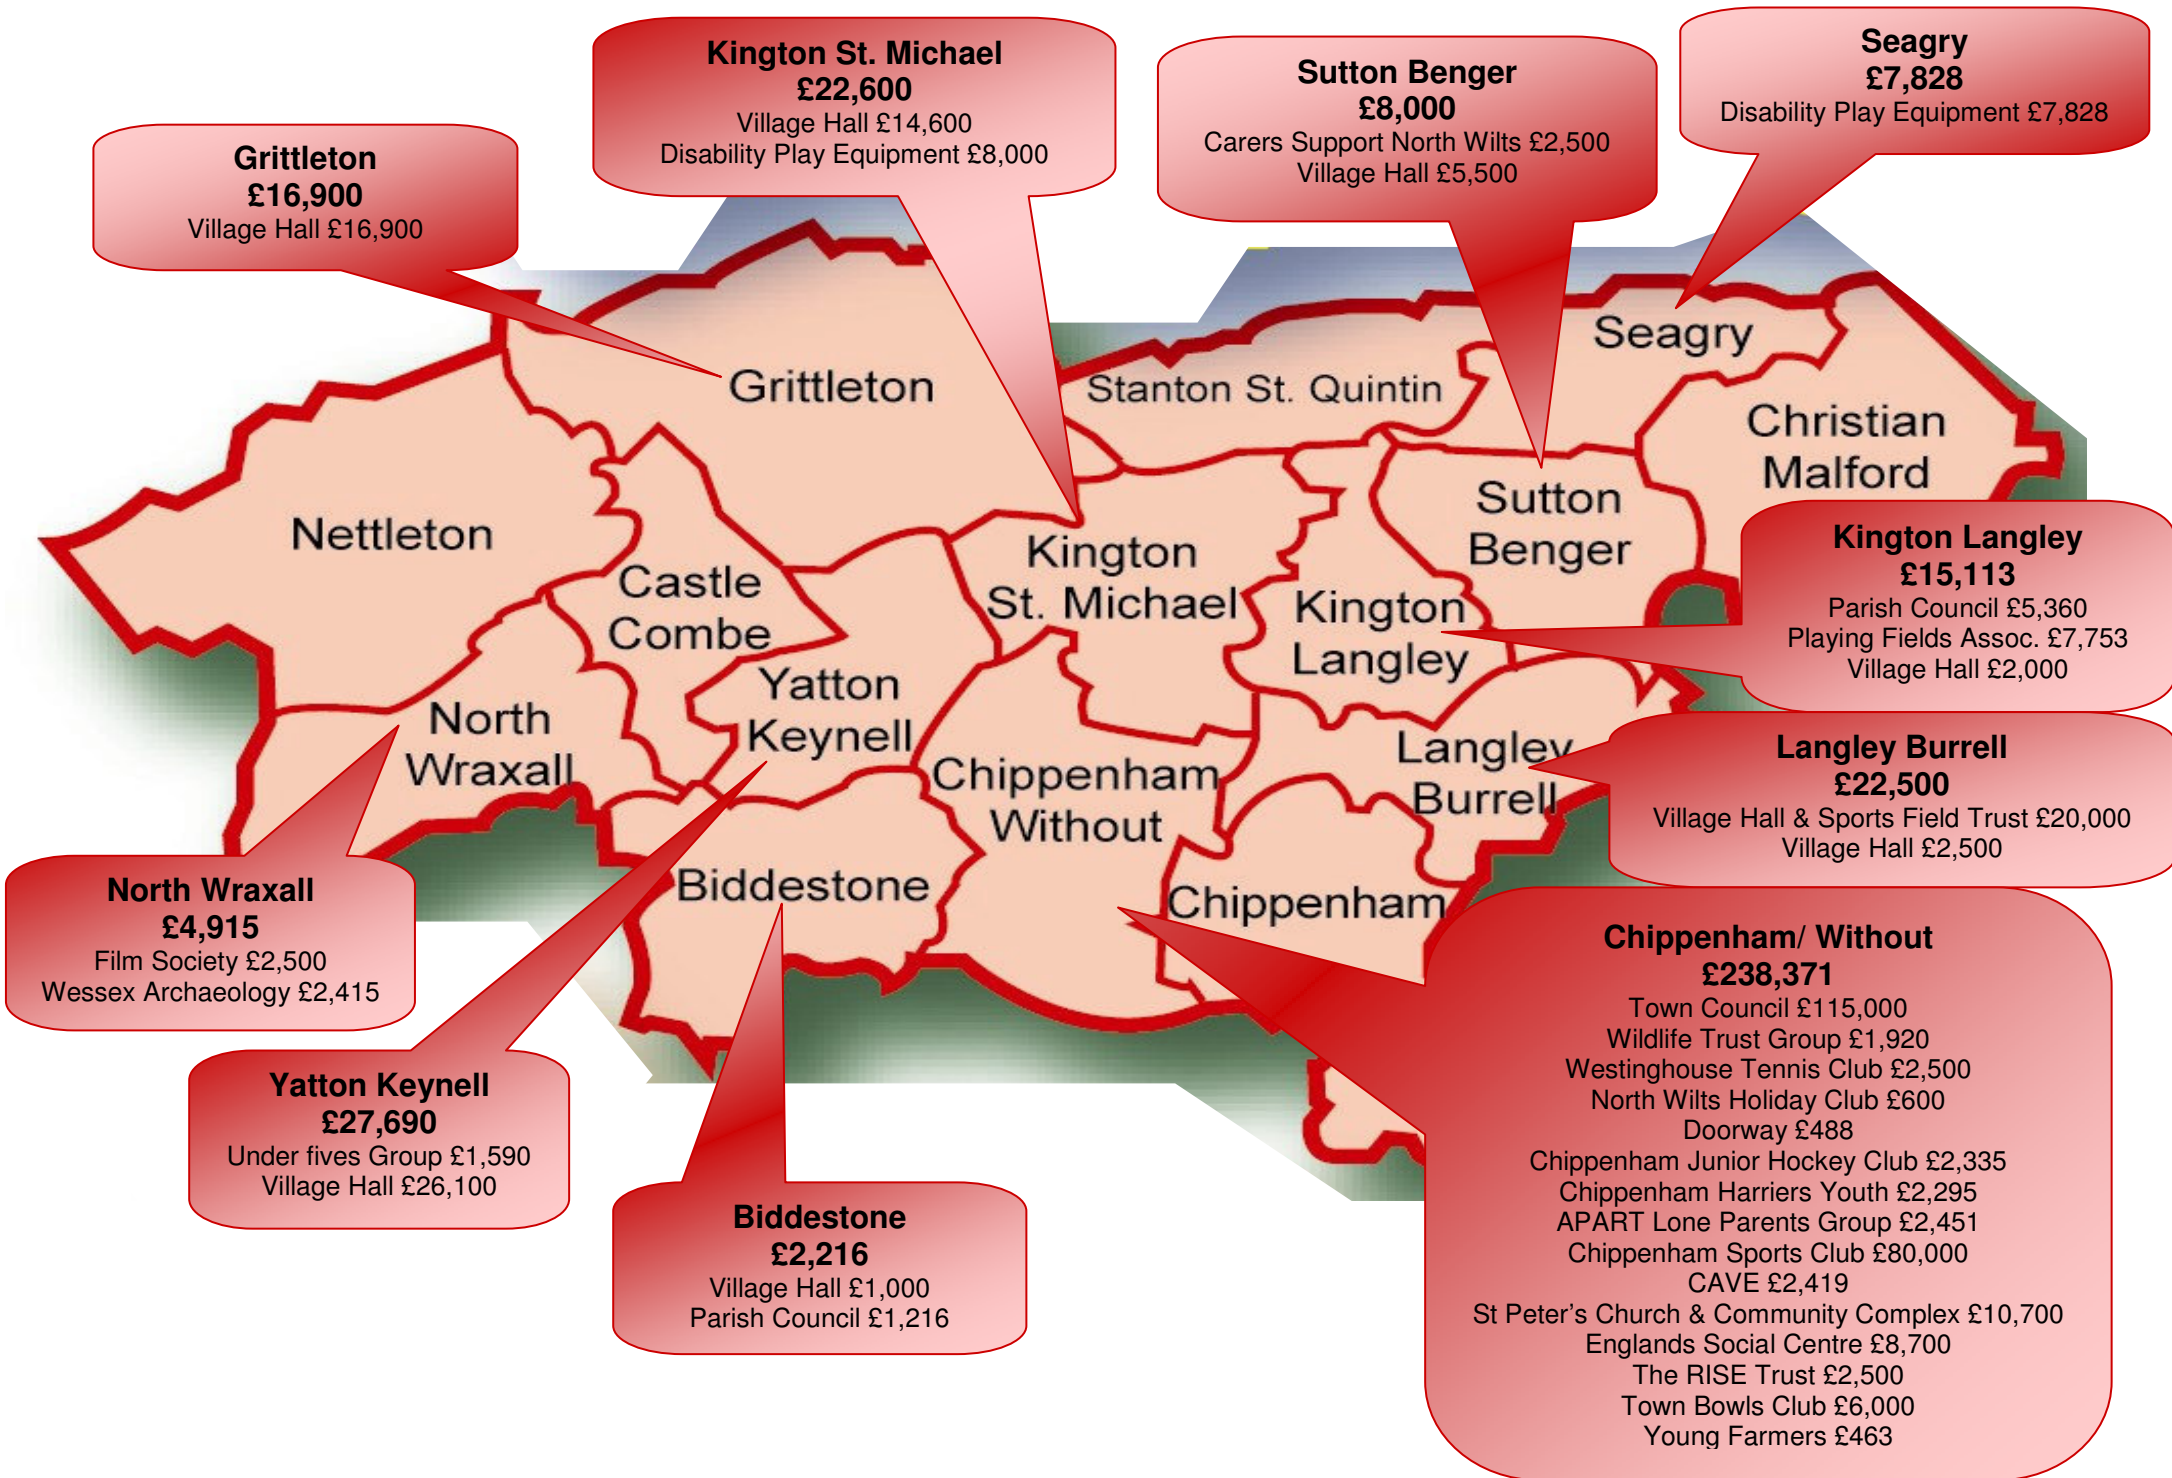 Kington St. Michael
£22,600
Village Hall £14,600
Disability Play Equipment £8,000
Sutton Benger
£8,000
Carers Support North Wilts £2,500
Village Hall £5,500
Seagry
£7,828
Disability Play Equipment £7,828
Grittleton
£16,900
Village Hall £16,900
Seagry
Grittleton
Stanton St. Quintin
Christian
Malford
Nettleton
Sutton
Benger
Kington
St. Michael
Castle
Combe
Kington
Langley
Kington Langley
£15,113
Parish Council £5,360
Playing Fields Assoc. £7,753
Village Hall £2,000
Yatton
Keynell
North
Wraxall
Chippenham
Without
Langley
Burrell
Langley Burrell
£22,500
Village Hall & Sports Field Trust £20,000
Village Hall £2,500
Biddestone
Chippenham
North Wraxall
£4,915
Film Society £2,500
Wessex Archaeology £2,415
Yatton Keynell
£27,690
Under fives Group £1,590
Village Hall £26,100
Biddestone
£2,216
Village Hall £1,000
Parish Council £1,216
Chippenham/ Without
£238,371
Town Council £115,000
Wildlife Trust Group £1,920
Westinghouse Tennis Club £2,500
North Wilts Holiday Club £600
Doorway £488
Chippenham Junior Hockey Club £2,335
Chippenham Harriers Youth £2,295
APART Lone Parents Group £2,451
Chippenham Sports Club £80,000
CAVE £2,419
St Peter’s Church & Community Complex £10,700
Englands Social Centre £8,700
The RISE Trust £2,500
Town Bowls Club £6,000
Young Farmers £463